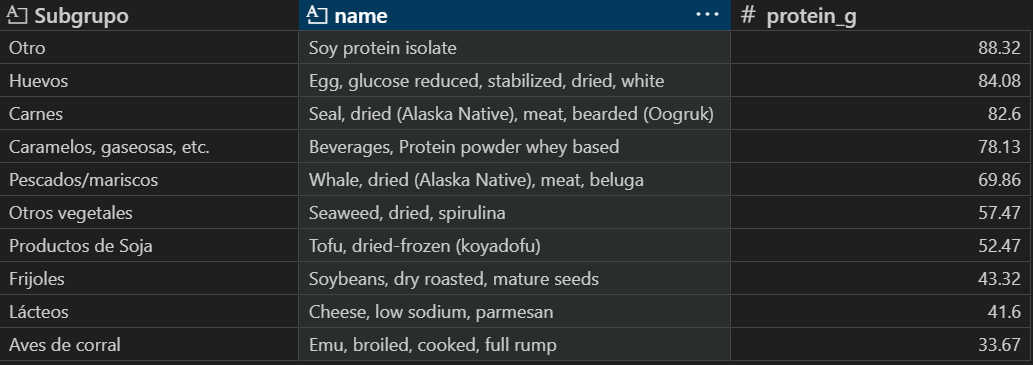 Subgrupo name ... # protein_g
Otro Soy protein isolate 88.32
Huevos Egg, glucose reduced, stabilized, dried, white 84.08
Carnes Seal, dried (Alaska Native), meat, bearded (Oogruk) 82.6
Caramelos, gaseosas, etc. Beverages, Protein powder whey based 78.13
Pescados/mariscos Whale, dried (Alaska Native), meat, beluga 69.86
Otros vegetales Seaweed, dried, spirulina 57.47
Productos de Soja Tofu, dried-frozen (koyadofu) 52.47
Frijoles Soybeans, dry roasted, mature seeds 43.32
Lácteos Cheese, low sodium, parmesan 41.6
Aves de corral Emu, broiled, cooked, full rump 33.67